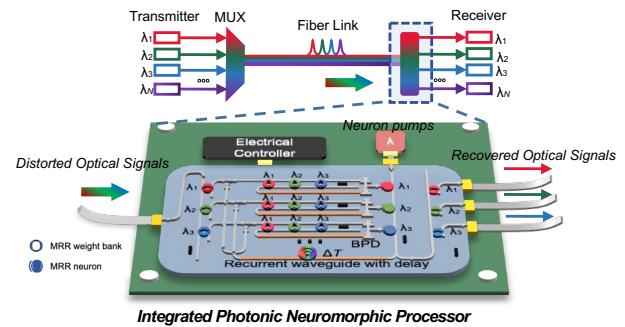 Transmitter MUX Fiber Link Receiver
λ1 λ1
λ2 λ2
λ3 λ3
λN λN
Electrical
Controller
Neuron pumps
λ
Distorted Optical Signals
Recovered Optical Signals
λ1 λ1 λ2 λ3 λ1 λ1
λ2 λ1 λ2 λ3 λ2 λ2
λ3 λ1 λ2 λ3 λ3 λ3
BPD
ΔT
Recurrent waveguide with delay
MRR weight bank
MRR neuron
Integrated Photonic Neuromorphic Processor